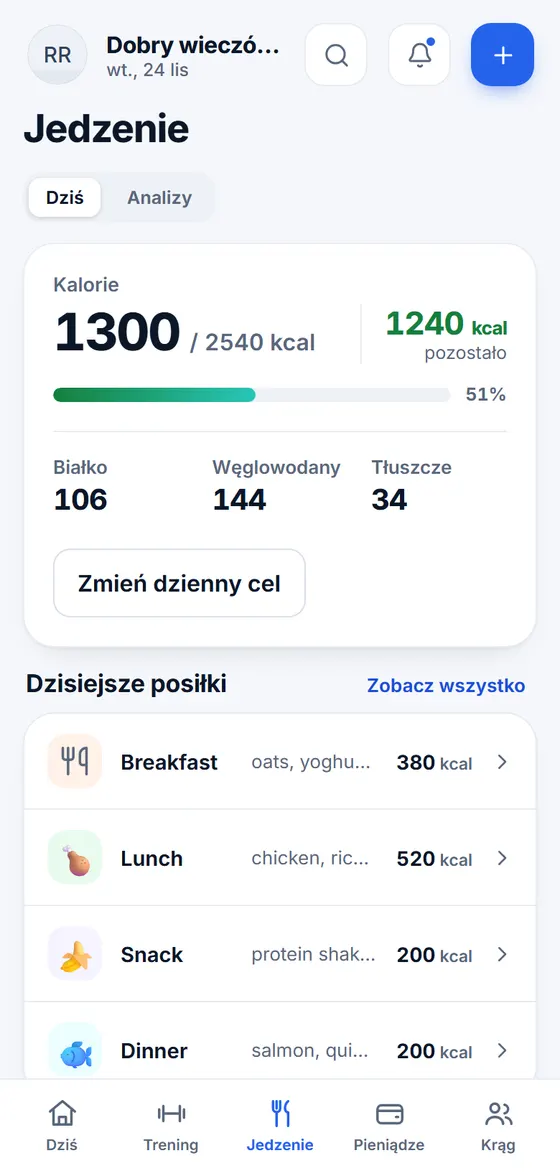 RR
Dobry wieczó...
wt., 24 lis
Jedzenie
Dziś Analizy
Kalorie
1300 / 2540 kcal
1240 kcal
pozostało
51%
Białko Węglowodany Tłuszcze
106 144 34
Zmień dzienny cel
Dzisiejsze posiłki Zobacz wszystko
Breakfast oats, yoghu... 380 kcal
Lunch chicken, ric... 520 kcal
Snack protein shak... 200 kcal
Dinner salmon, qui... 200 kcal
Dziś Trening Jedzenie Pieniądze Krąg